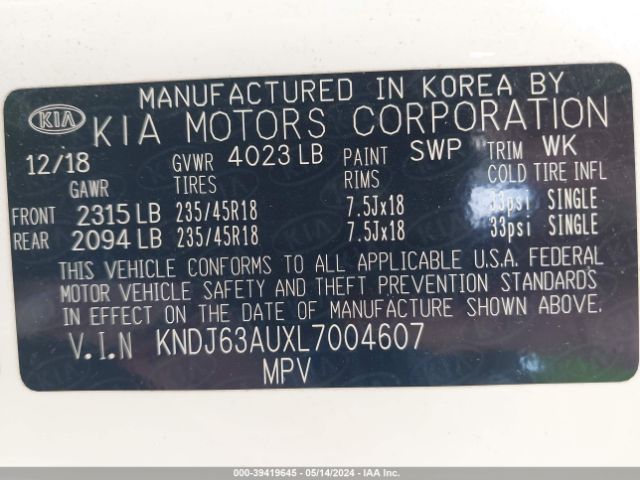 MANUFACTURED IN KOREA BY
KIA KIA MOTORS CORPORATION
12/18 GVWR 4023 LB PAINT SWP TRIM WK
GAWR TIRES RIMS COLD TIRE INFL
FRONT 2315 LB 235/45R18 7.5Jx18 33psi SINGLE
REAR 2094 LB 235/45R18 7.5Jx18 33psi SINGLE
THIS VEHICLE CONFORMS TO ALL APPLICABLE U.S.A. FEDERAL
MOTOR VEHICLE SAFETY AND THEFT PREVENTION STANDARDS
IN EFFECT ON THE DATE OF MANUFACTURE SHOWN ABOVE.
V.I.N KNDJ63AUXL7004607
MPV
000-39419645 - 05/14/2024 - IAAI.COM